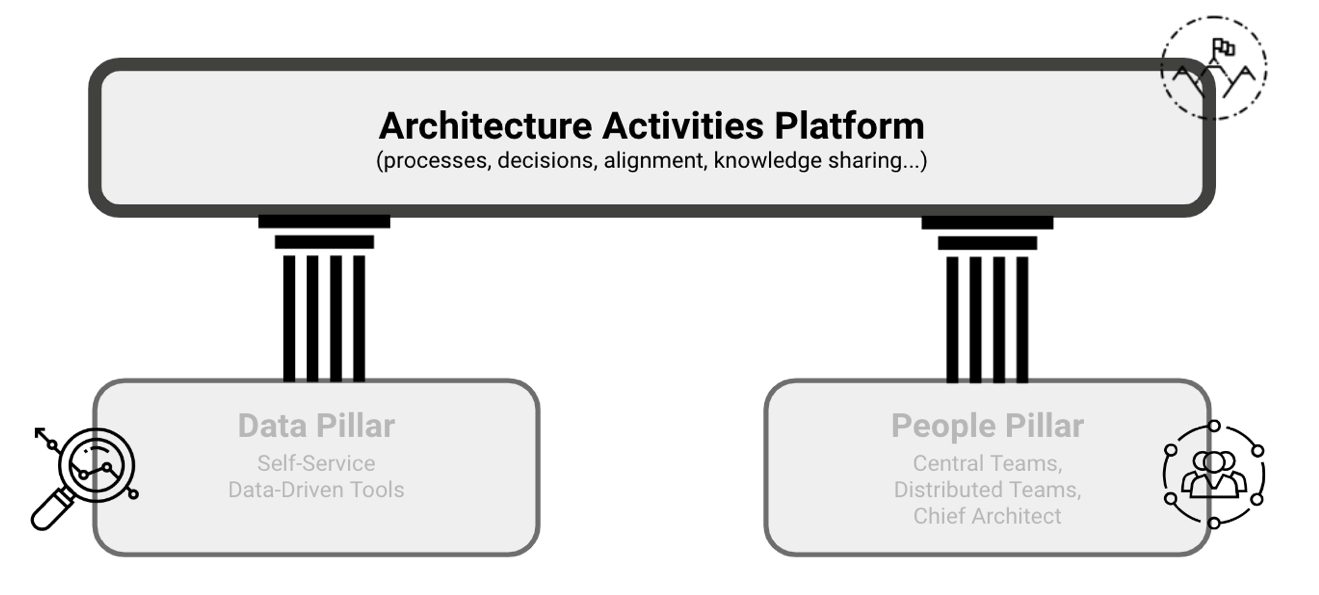 Architecture Activities Platform
(processes, decisions, alignment, knowledge sharing...)
Data Pillar
Self-Service
Data-Driven Tools
People Pillar
Central Teams,
Distributed Teams,
Chief Architect